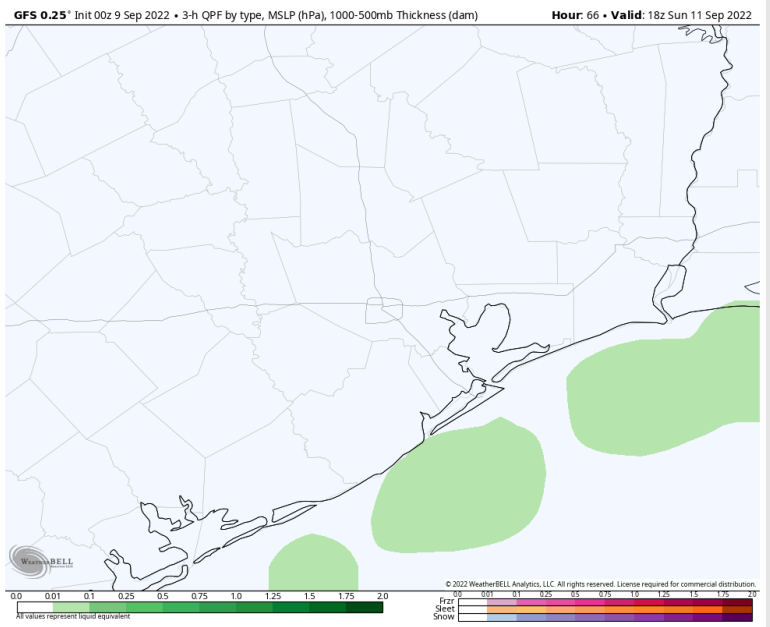 GFS 0.25° Init 00z 9 Sep 2022 • 3-h QPF by type, MSLP (hPa), 1000-500mb Thickness (dam) Hour: 66 • Valid: 18z Sun 11 Sep 2022
WEATHERBELL
© 2022 WeatherBELL Analytics, LLC. All rights reserved. License required for commercial distribution.
0.0 0.01 0.1 0.25 0.5 0.75 1.0 1.25 1.5 1.75 2.0
All values represent liquid equivalent
0.0 0.01 0.1 0.25 0.5 0.75 1.0 1.25 1.5 1.75 2.0
Frzr
Sleet
Snow